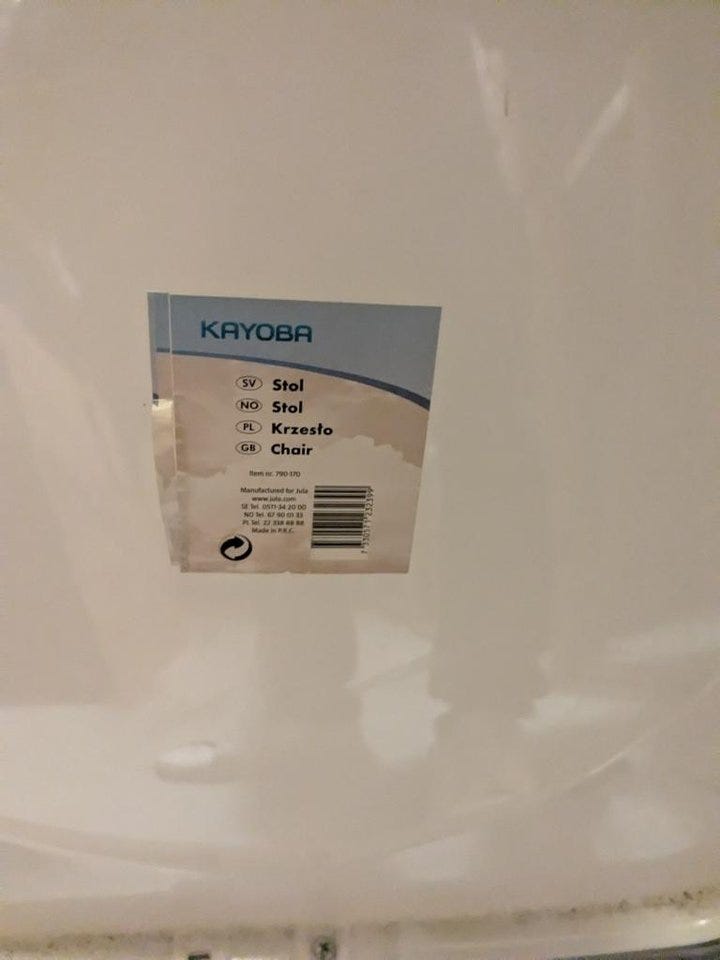 KAYOBA
SV Stol
NO Stol
PL Krzesło
GB Chair
Item nr. 790-170
Manufactured for Jula
www.jula.com
SE Tel. 0511-34 20 00
NO Tel. 67 90 01 33
PL Tel. 22 338 88 88
Made in P.R.C.
7330571232399